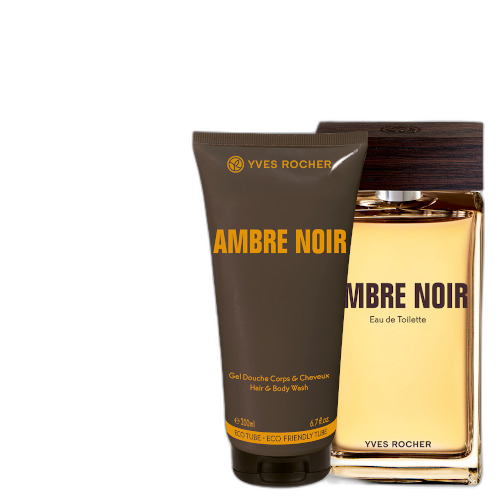 YVES ROCHER
AMBRE NOIR
Gel Douche Corps & Cheveux
Hair & Body Wash
℮ 200ml 6.7 fl.oz.
ECO TUBE - ECO FRIENDLY TUBE
MBRE NOIR
Eau de Toilette
YVES ROCHER